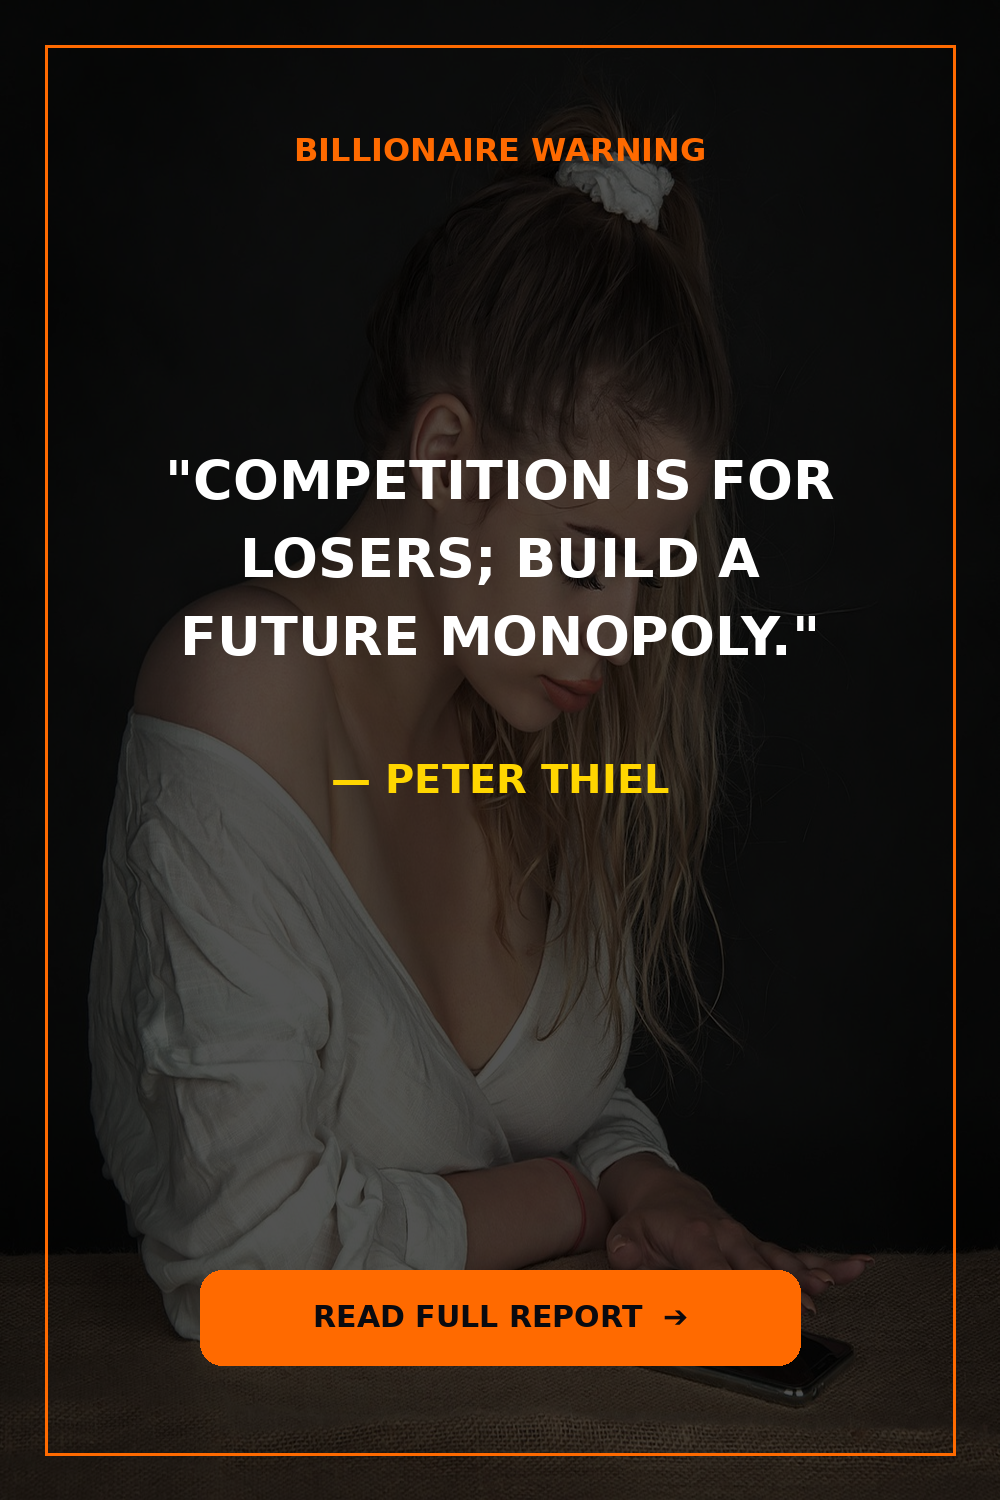 BILLIONAIRE WARNING
"COMPETITION IS FOR
LOSERS; BUILD A
FUTURE MONOPOLY."
— PETER THIEL
READ FULL REPORT ➔